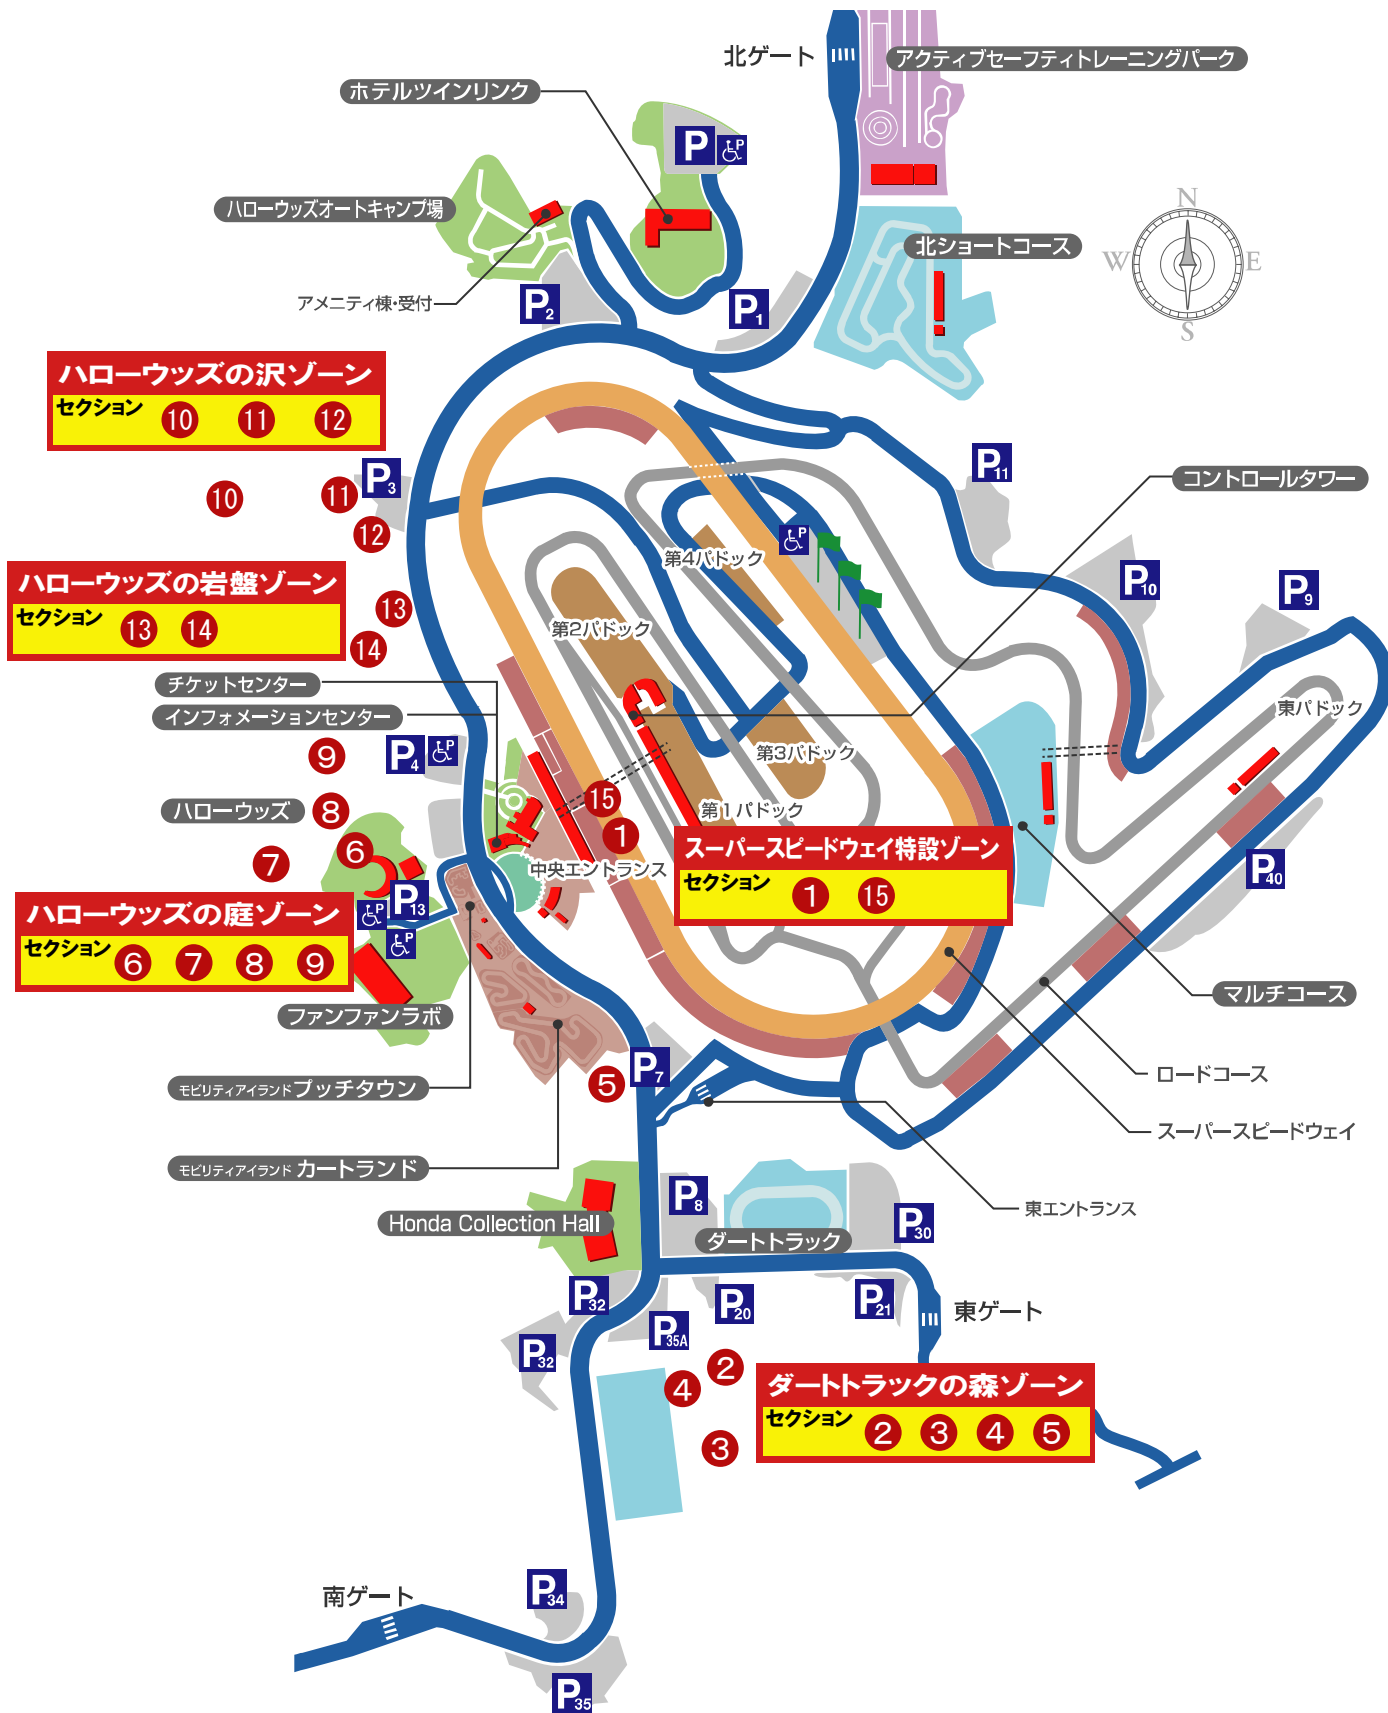 北ゲート
アクティブセーフティトレーニングパーク
ホテルツインリンク
P
P
ハローウッズオートキャンプ場
N
W
E
S
北ショートコース
アメニティ棟・受付
P2
P1
ハローウッズの沢ゾーン
セクション 10 11 12
P3
10
11
12
P11
コントロールタワー
P
第4パドック
ハローウッズの岩盤ゾーン
セクション 13 14
13
14
P10
P9
第2パドック
チケットセンター
インフォメーションセンター
東パドック
9
P4
P
第3パドック
ハローウッズ
8
15
第1パドック
1
6
7
中央エントランス
スーパースピードウェイ特設ゾーン
セクション 1 15
P40
P13
P
P
ハローウッズの庭ゾーン
セクション 6 7 8 9
マルチコース
ファンファンラボ
P7
5
ロードコース
モビリティアイランド プッチタウン
スーパースピードウェイ
モビリティアイランド カートランド
P8
東エントランス
Honda Collection Hall
ダートトラック
P30
P32
P20
P21
東ゲート
P35A
P32
2
4
3
ダートトラックの森ゾーン
セクション 2 3 4 5
南ゲート
P34
P35